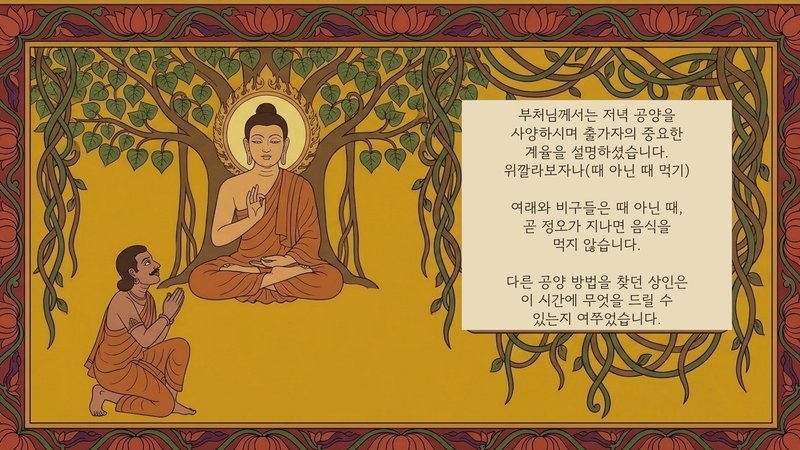 부처님께서는 저녁 공양을
사양하시며 출가자의 중요한
계율을 설명하셨습니다.
위깔라보자나(때 아닌 때 먹기)
여래와 비구들은 때 아닌 때,
곧 정오가 지나면 음식을
먹지 않습니다.
다른 공양 방법을 찾던 상인은
이 시간에 무엇을 드릴 수
있는지 여쭈었습니다.